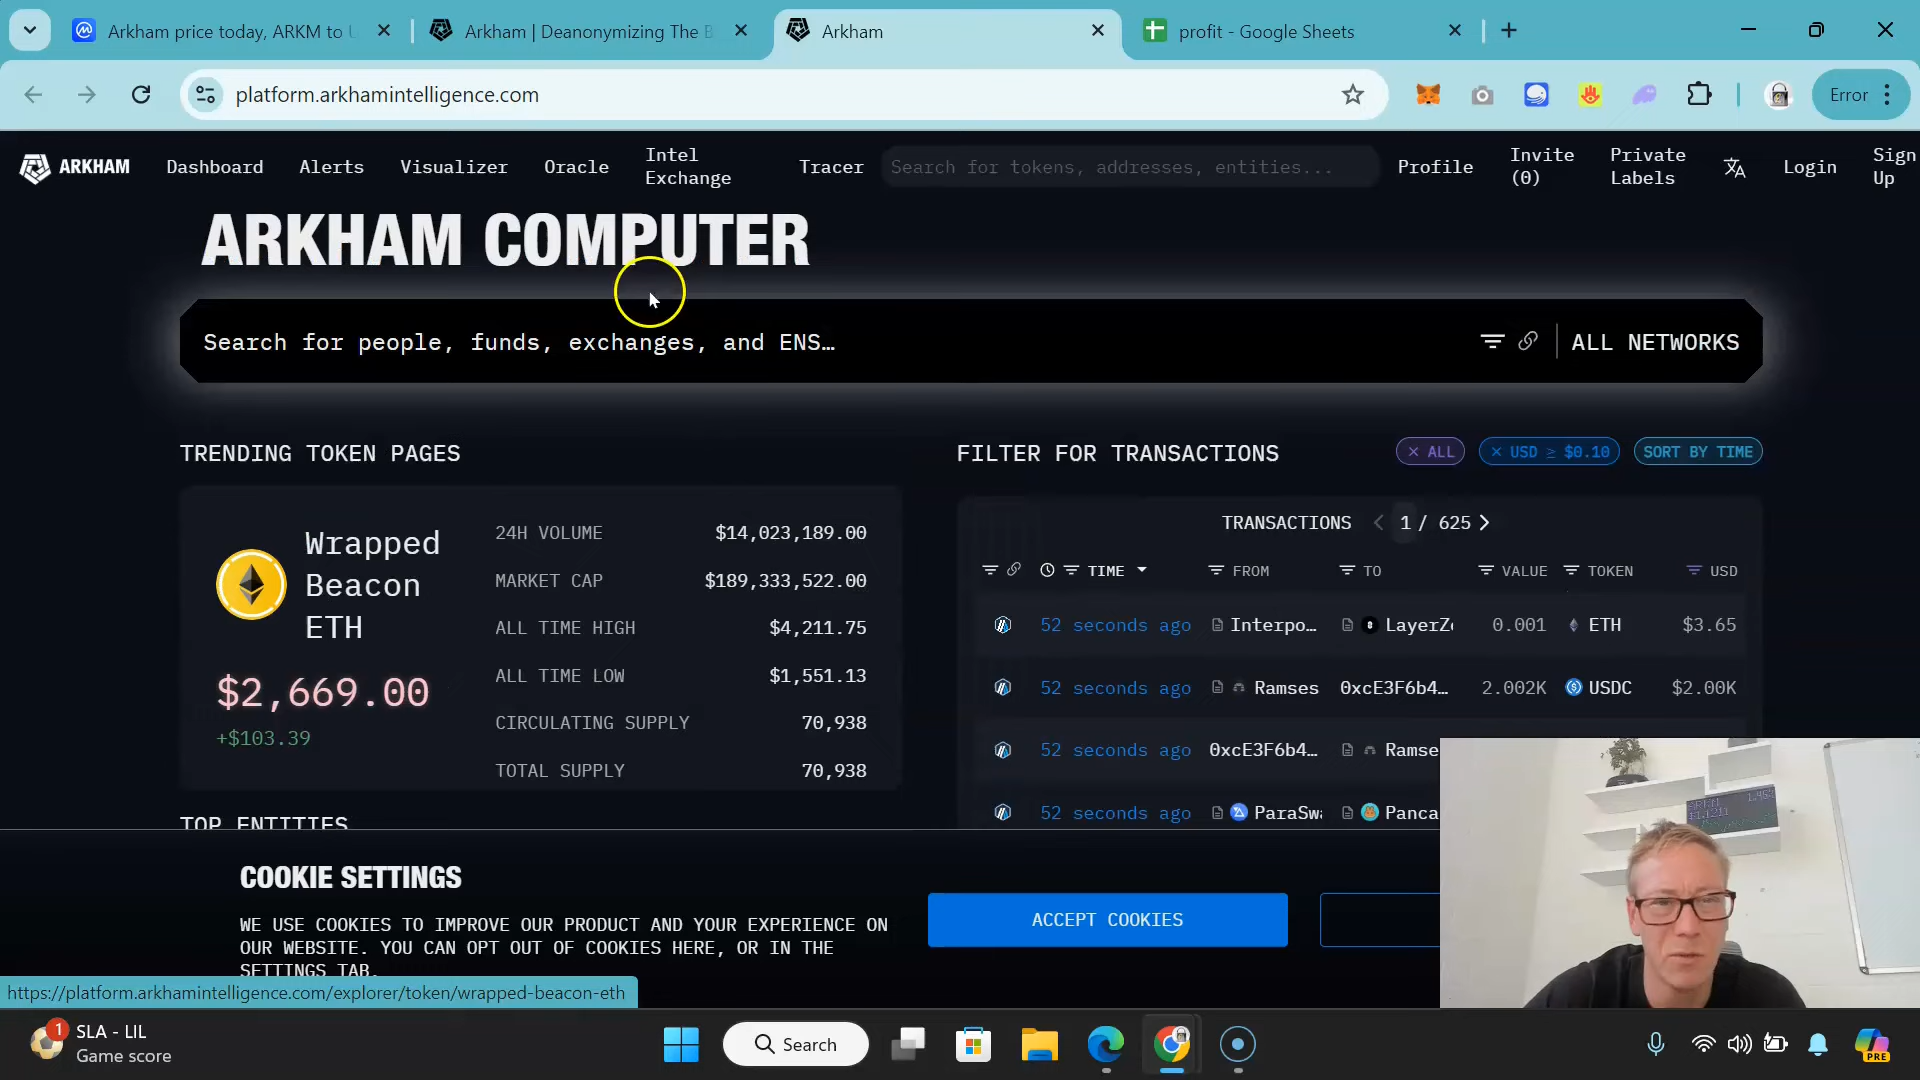 Arkham price today, ARKM to U
Arkham | Deanonymizing The B
Arkham
profit - Google Sheets
platform.arkhamintelligence.com
Error
ARKHAM
Dashboard
Alerts
Visualizer
Oracle
Intel
Exchange
Tracer
Search for tokens, addresses, entities...
Profile
Invite
(0)
Private
Labels
Login
Sign
Up
ARKHAM COMPUTER
Search for people, funds, exchanges, and ENS…
ALL NETWORKS
TRENDING TOKEN PAGES
Wrapped
Beacon
ETH
$2,669.00
+$103.39
24H VOLUME $14,023,189.00
MARKET CAP $189,333,522.00
ALL TIME HIGH $4,211.75
ALL TIME LOW $1,551.13
CIRCULATING SUPPLY 70,938
TOTAL SUPPLY 70,938
TOP ENTITIES
FILTER FOR TRANSACTIONS
× ALL
× USD ≥ $0.10
SORT BY TIME
TRANSACTIONS 1 / 625
TIME FROM TO VALUE TOKEN USD
52 seconds ago Interpo… LayerZ 0.001 ETH $3.65
52 seconds ago Ramses 0xcE3F6b4… 2.002K USDC $2.00K
52 seconds ago 0xcE3F6b4… Ramse
52 seconds ago ParaSwa Panca
COOKIE SETTINGS
WE USE COOKIES TO IMPROVE OUR PRODUCT AND YOUR EXPERIENCE ON
OUR WEBSITE. YOU CAN OPT OUT OF COOKIES HERE, OR IN THE
SETTINGS TAB.
ACCEPT COOKIES
https://platform.arkhamintelligence.com/explorer/token/wrapped-beacon-eth
1
SLA - LIL
Game score
Search
PRE